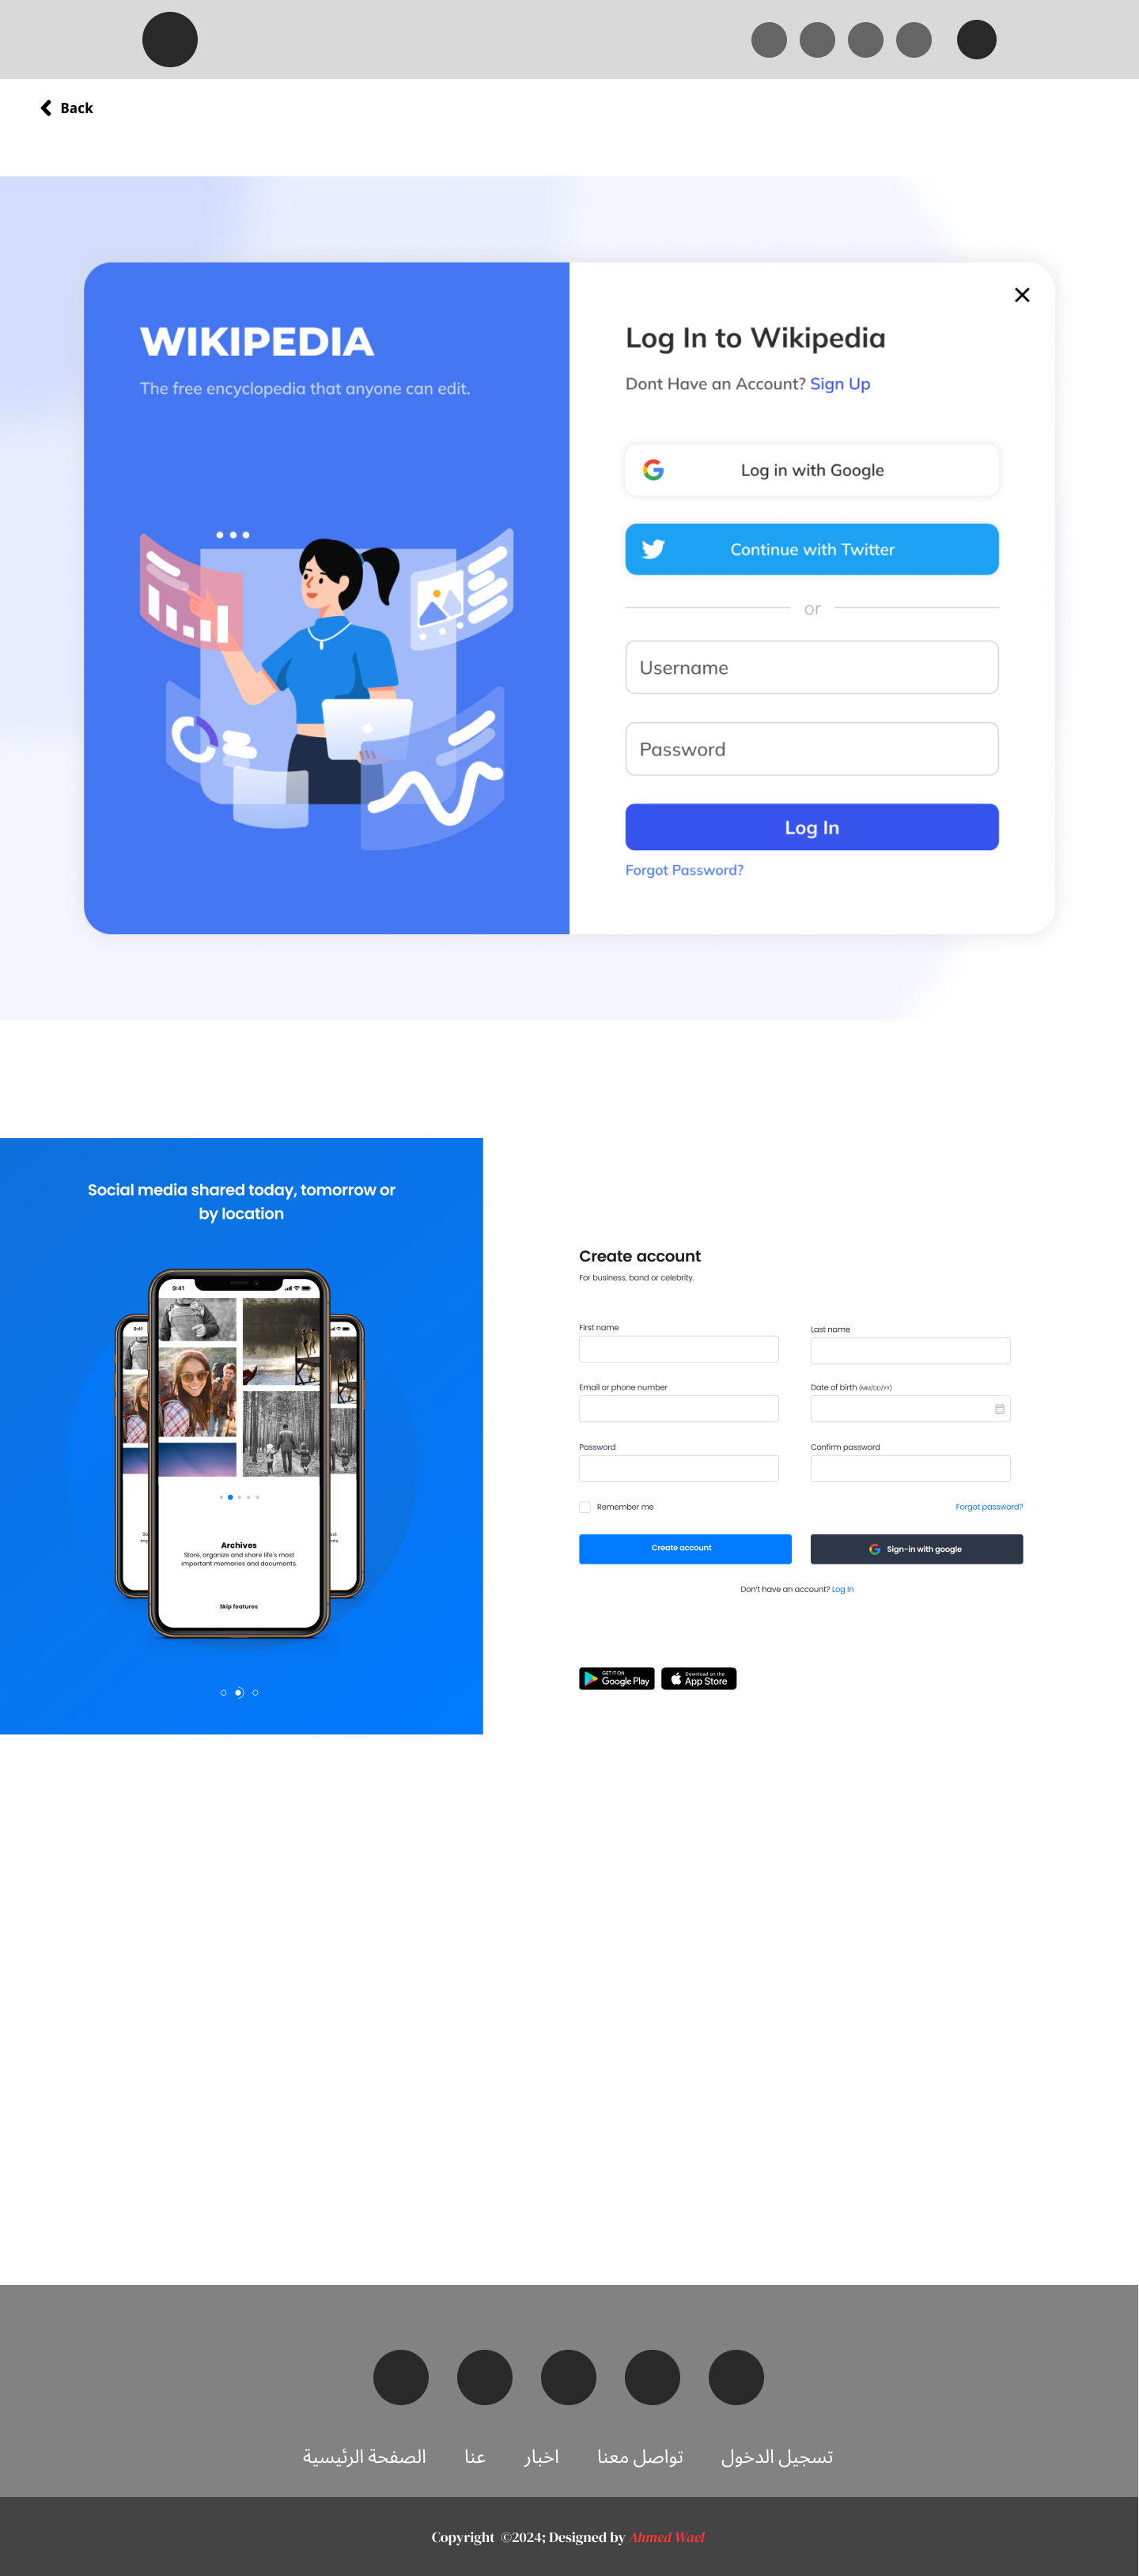 Back
WIKIPEDIA
The free encyclopedia that anyone can edit.
Log In to Wikipedia
Dont Have an Account? Sign Up
Log in with Google
Continue with Twitter
or
Username
Password
Log In
Forgot Password?
Social media shared today, tomorrow or
by location
9:41
9:41
Archives
Store, organize and share life's most
important memories and documents.
Skip features
Create account
For business, band or celebrity.
First name
Last name
Email or phone number
Date of birth (MM/DD/YY)
Password
Confirm password
Remember me
Forgot password?
Create account
Sign-in with google
Don't have an account? Log In
GET IT ON
Google Play
Download on the
App Store
الصفحة الرئيسية عنا اخبار تواصل معنا تسجيل الدخول
Copyright ©2024; Designed by Ahmed Wael